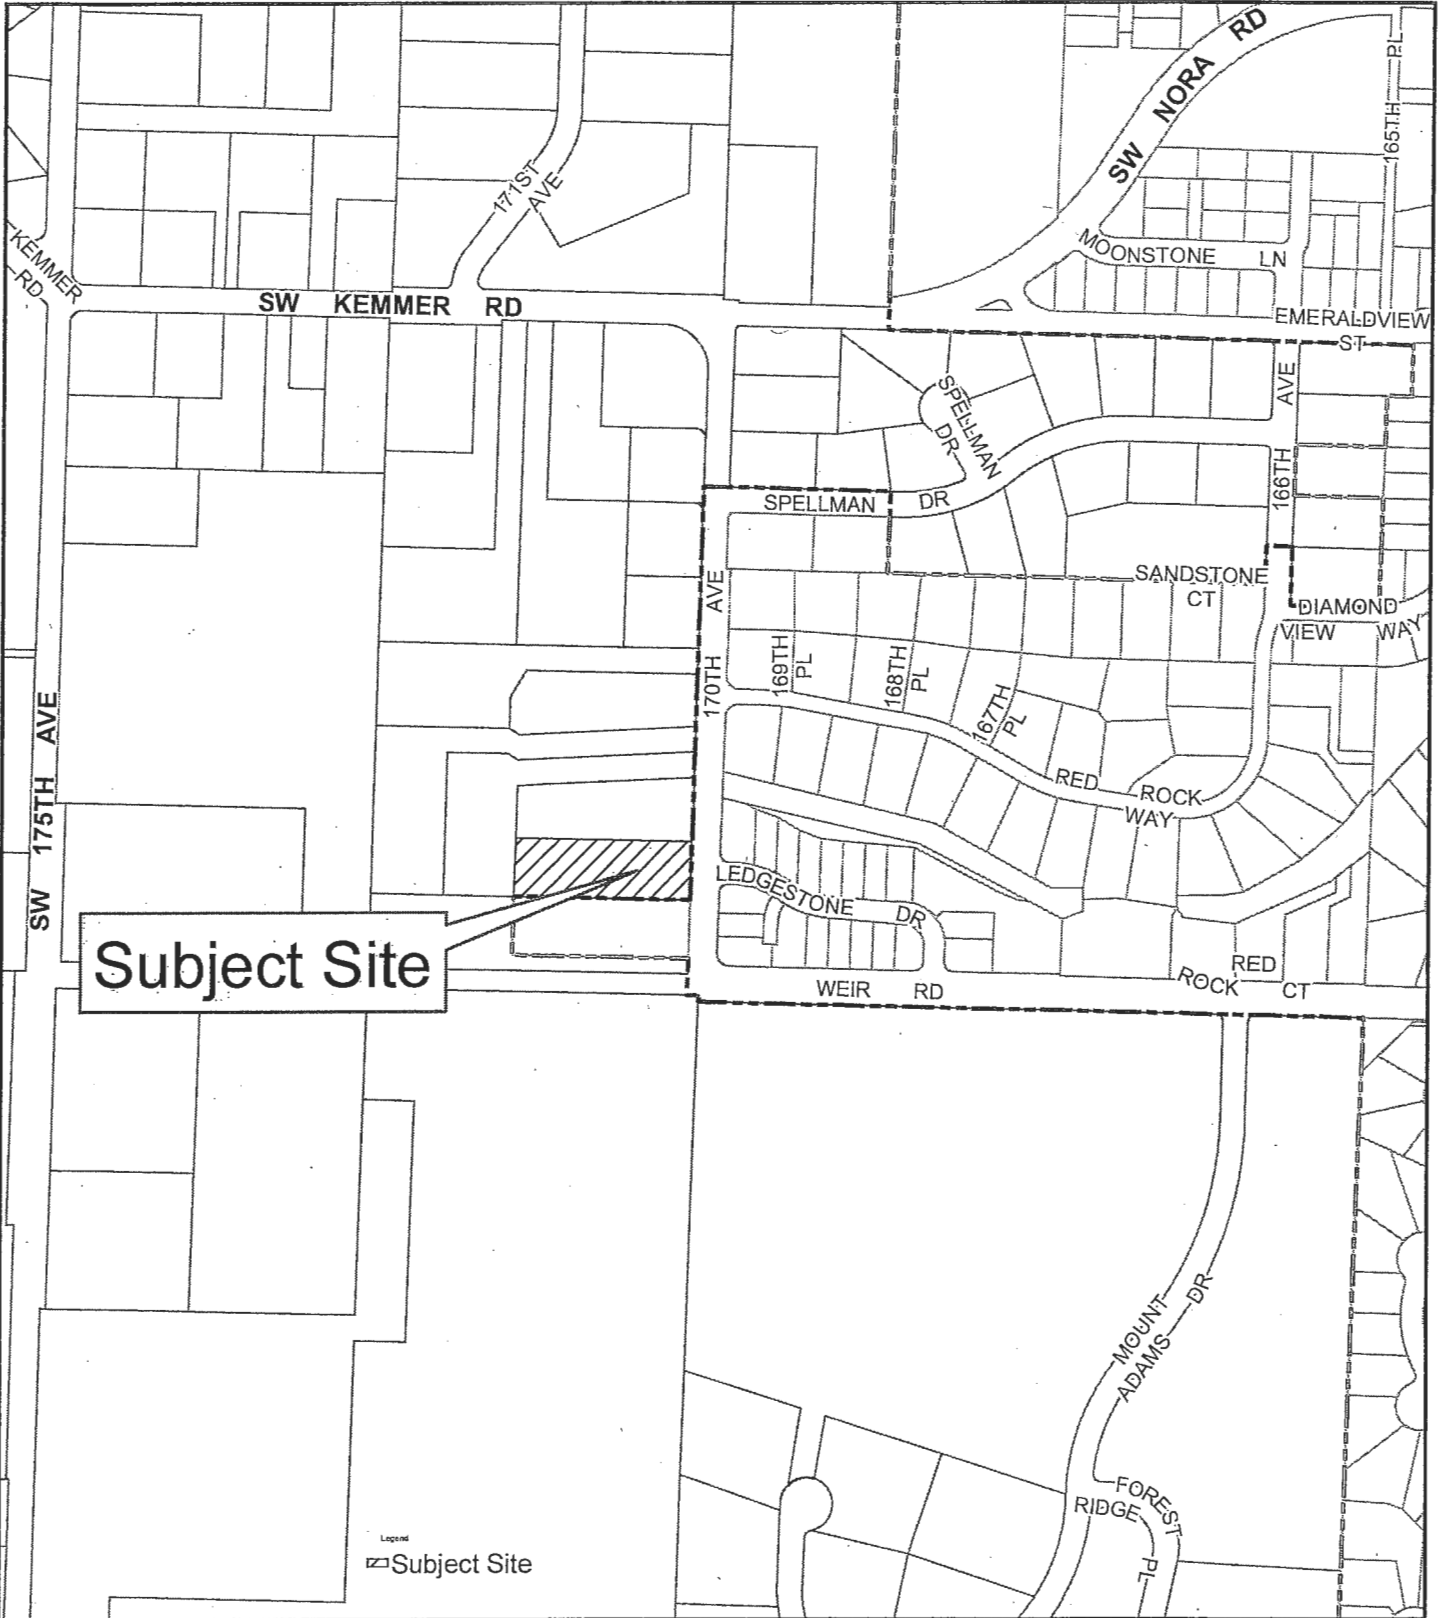 SW NORA RD
165TH PL
171ST
AVE
MOONSTONE LN
KEMMER
RD
SW KEMMER RD
EMERALDVIEW
ST
SPELLMAN
DR
AVE
166TH
SPELLMAN DR
SANDSTONE
CT
AVE
170TH
DIAMOND
VIEW WAY
169TH
PL
168TH
PL
167TH
PL
SW 175TH AVE
RED ROCK
WAY
LEDGESTONE DR
Subject Site
RED
ROCK CT
WEIR RD
MOUNT
ADAMS DR
FOREST
RIDGE
PL
Legend
Subject Site